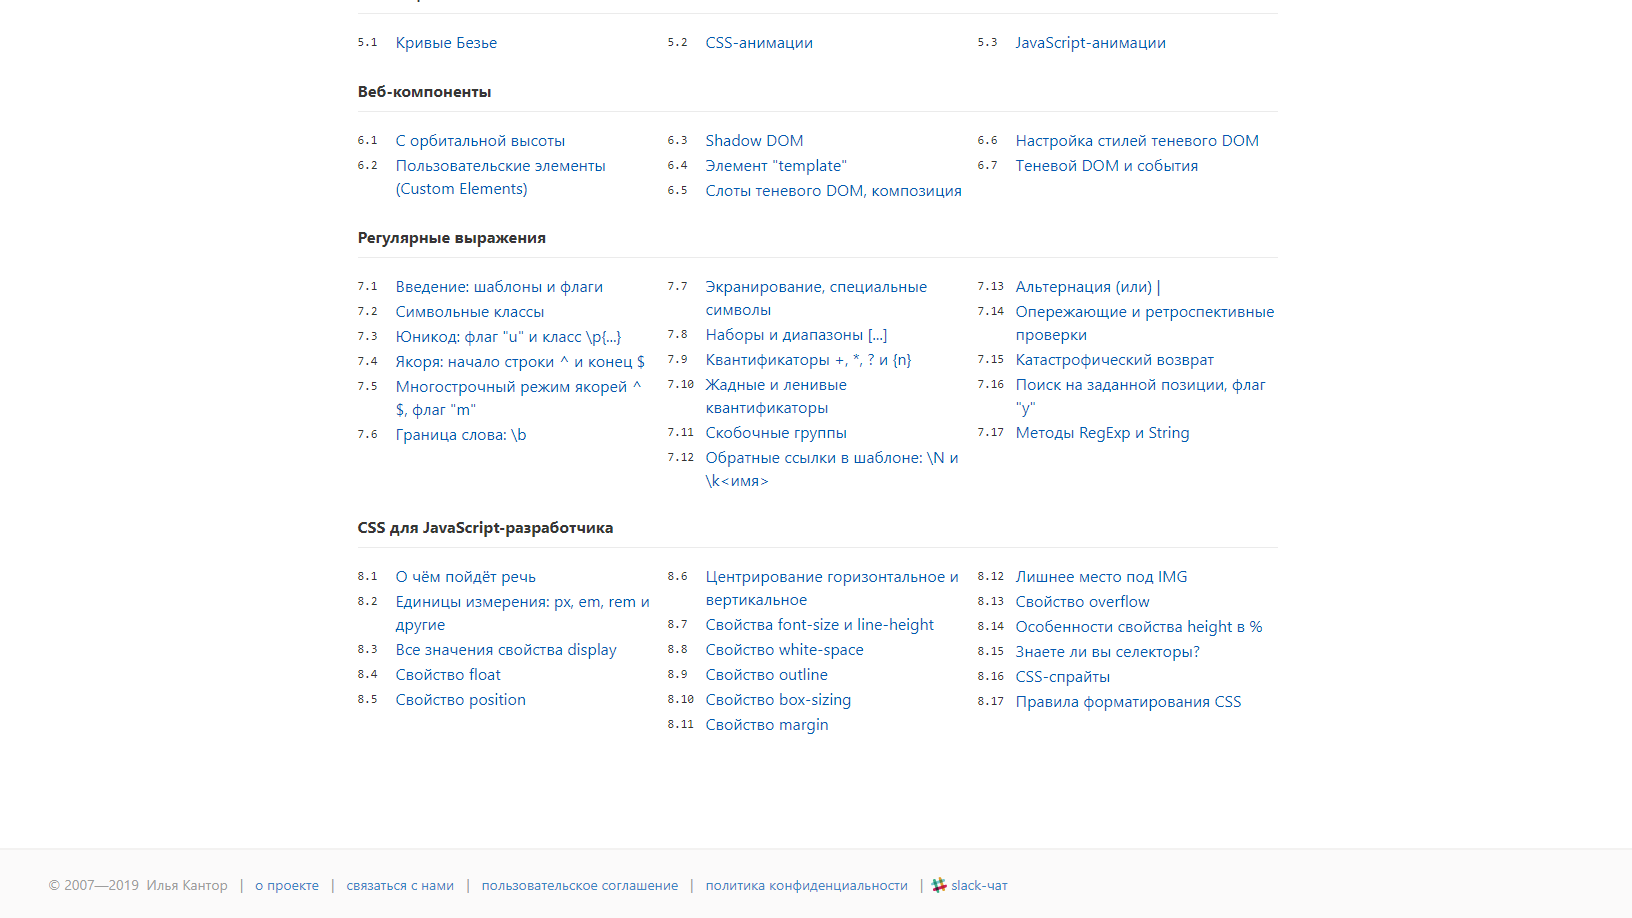 5.1 Кривые Безье
5.2 CSS-анимации
5.3 JavaScript-анимации
Веб-компоненты
6.1 С орбитальной высоты
6.2 Пользовательские элементы
(Custom Elements)
6.3 Shadow DOM
6.4 Элемент "template"
6.5 Слоты теневого DOM, композиция
6.6 Настройка стилей теневого DOM
6.7 Теневой DOM и события
Регулярные выражения
7.1 Введение: шаблоны и флаги
7.2 Символьные классы
7.3 Юникод: флаг "u" и класс \p{...}
7.4 Якоря: начало строки ^ и конец $
7.5 Многострочный режим якорей ^
$, флаг "m"
7.6 Граница слова: \b
7.7 Экранирование, специальные
символы
7.8 Наборы и диапазоны [...]
7.9 Квантификаторы +, *, ? и {n}
7.10 Жадные и ленивые
квантификаторы
7.11 Скобочные группы
7.12 Обратные ссылки в шаблоне: \N и
\k<имя>
7.13 Альтернация (или) |
7.14 Опережающие и ретроспективные
проверки
7.15 Катастрофический возврат
7.16 Поиск на заданной позиции, флаг
"y"
7.17 Методы RegExp и String
CSS для JavaScript-разработчика
8.1 О чём пойдёт речь
8.2 Единицы измерения: px, em, rem и
другие
8.3 Все значения свойства display
8.4 Свойство float
8.5 Свойство position
8.6 Центрирование горизонтальное и
вертикальное
8.7 Свойства font-size и line-height
8.8 Свойство white-space
8.9 Свойство outline
8.10 Свойство box-sizing
8.11 Свойство margin
8.12 Лишнее место под IMG
8.13 Свойство overflow
8.14 Особенности свойства height в %
8.15 Знаете ли вы селекторы?
8.16 CSS-спрайты
8.17 Правила форматирования CSS
© 2007—2019 Илья Кантор | о проекте | связаться с нами | пользовательское соглашение | политика конфиденциальности | slack-чат